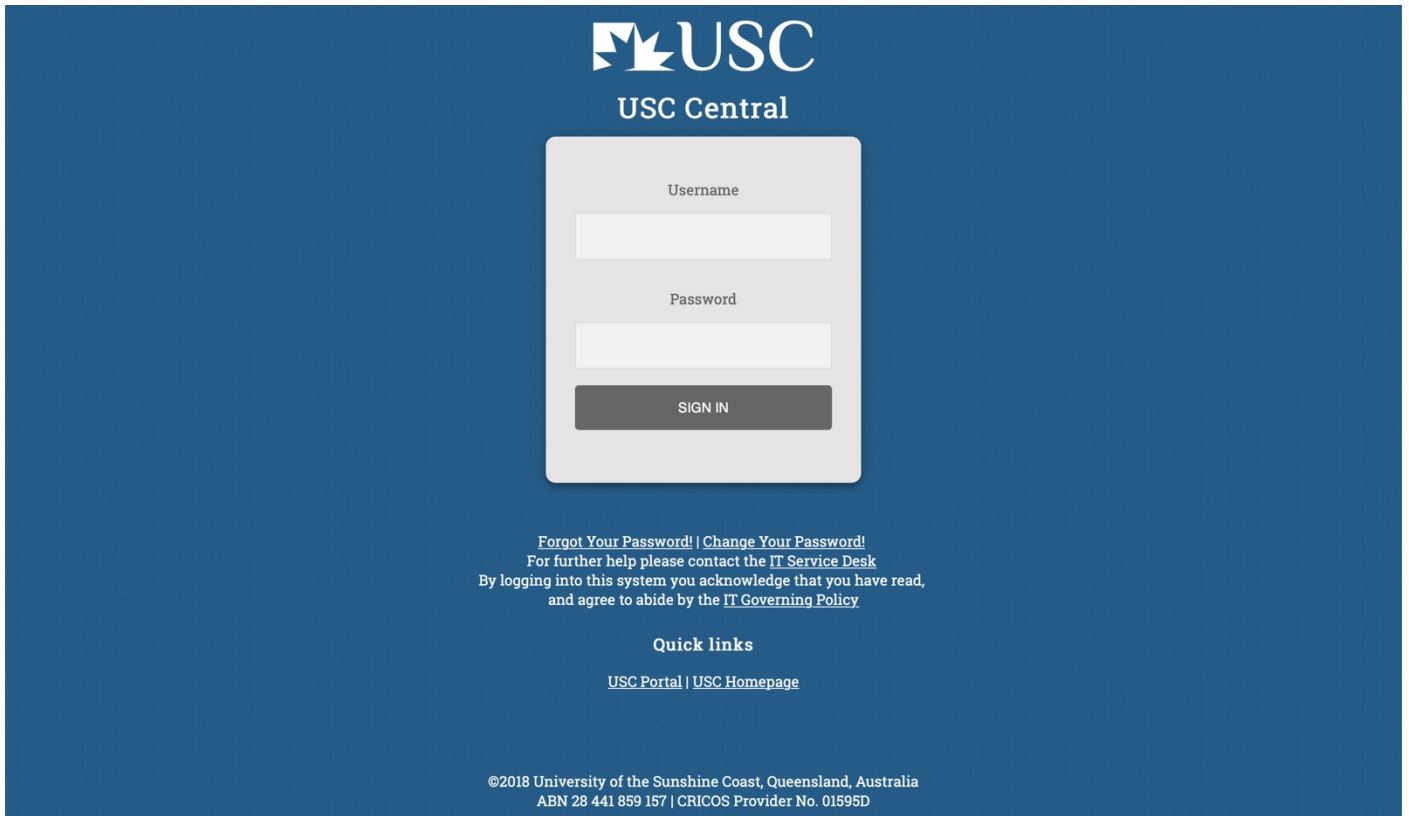 USC
USC Central
Username
Password
SIGN IN
Forgot Your Password! | Change Your Password!
For further help please contact the IT Service Desk
By logging into this system you acknowledge that you have read,
and agree to abide by the IT Governing Policy
Quick links
USC Portal | USC Homepage
©2018 University of the Sunshine Coast, Queensland, Australia
ABN 28 441 859 157 | CRICOS Provider No. 01595D